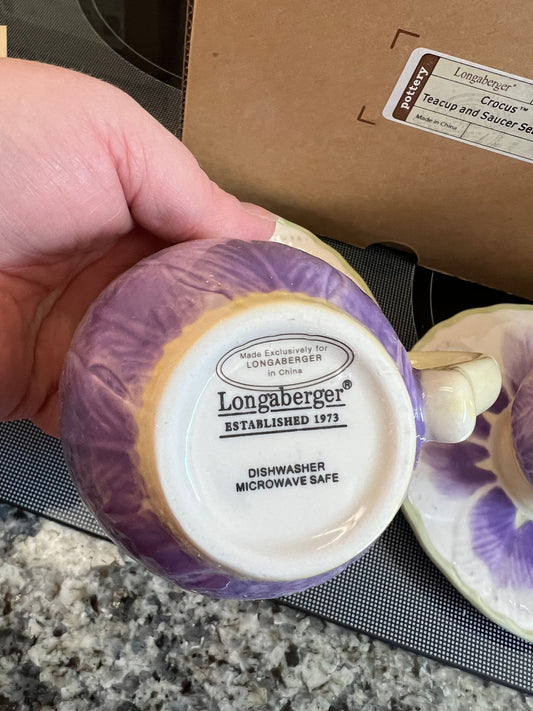 pottery
Longaberger®
Crocus™
Teacup and Saucer Se
Made in China
Made Exclusively for
LONGABERGER
in China
Longaberger®
ESTABLISHED 1973
DISHWASHER
MICROWAVE SAFE